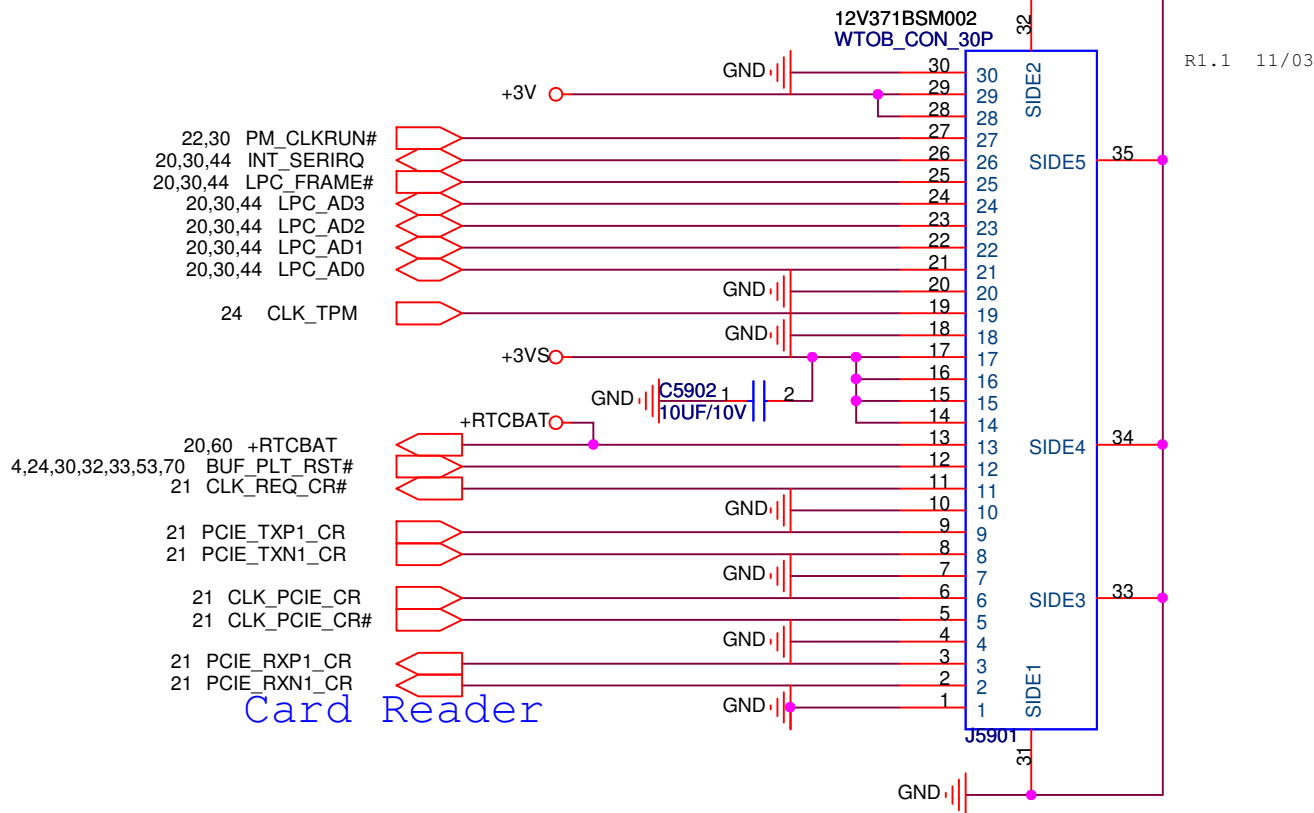 12V371BSM002
WTOB_CON_30P
32
R1.1 11/03
GND 30 30 SIDE2
+3V 29 29
28 28
22,30 PM_CLKRUN# 27 27
20,30,44 INT_SERIRQ 26 26 SIDE5 35
20,30,44 LPC_FRAME# 25 25
20,30,44 LPC_AD3 24 24
20,30,44 LPC_AD2 23 23
20,30,44 LPC_AD1 22 22
20,30,44 LPC_AD0 21 21
GND 20 20
24 CLK_TPM 19 19
GND 18 18
+3VS 17 17
16 16
GND C5902 1 2 15 15
10UF/10V 14 14
+RTCBAT
20,60 +RTCBAT 13 13 SIDE4 34
4,24,30,32,33,53,70 BUF_PLT_RST# 12 12
21 CLK_REQ_CR# 11 11
GND 10 10
21 PCIE_TXP1_CR 9 9
21 PCIE_TXN1_CR 8 8
GND 7 7
21 CLK_PCIE_CR 6 6 SIDE3 33
21 CLK_PCIE_CR# 5 5
GND 4 4
21 PCIE_RXP1_CR 3 3
21 PCIE_RXN1_CR 2 2 SIDE1
Card Reader GND 1 1
J5901
31
GND